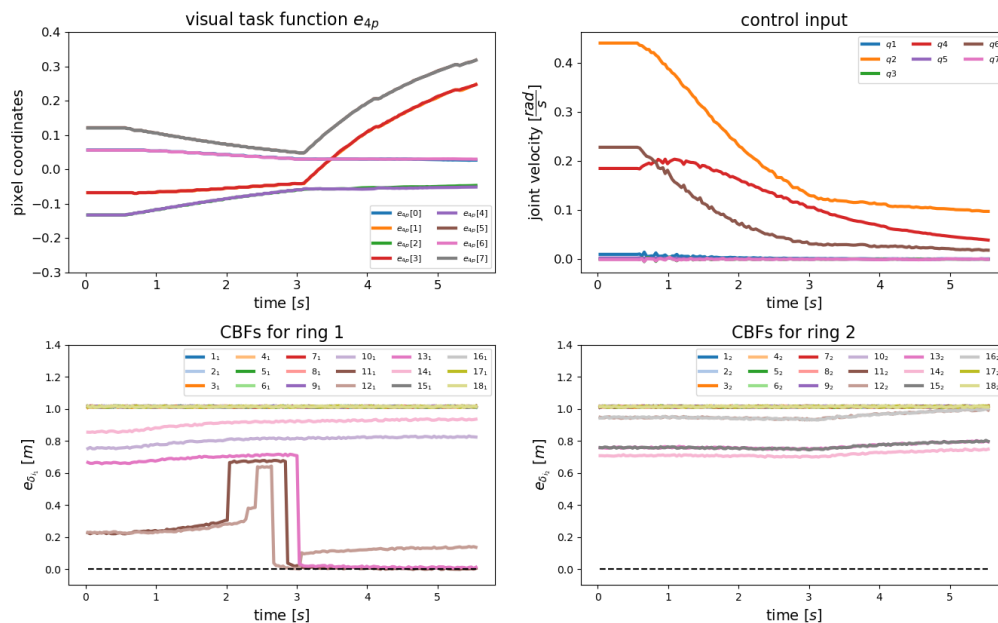 visual task function e₄ₚ
pixel coordinates
0.4
0.3
0.2
0.1
0.0
−0.1
−0.2
−0.3
0 1 2 3 4 5
time [s]
e₄ₚ[0] e₄ₚ[4]
e₄ₚ[1] e₄ₚ[5]
e₄ₚ[2] e₄ₚ[6]
e₄ₚ[3] e₄ₚ[7]
control input
joint velocity [rad/s]
0.4
0.3
0.2
0.1
0.0
0 1 2 3 4 5
time [s]
q1 q4 q6
q2 q5 q7
q3
CBFs for ring 1
1.4
1.2
1.0
0.8
0.6
0.4
0.2
0.0
0 1 2 3 4 5
time [s]
1₁ 4₁ 7₁ 10₁ 13₁ 16₁
2₁ 5₁ 8₁ 11₁ 14₁ 17₁
3₁ 6₁ 9₁ 12₁ 15₁ 18₁
CBFs for ring 2
1.4
1.2
1.0
0.8
0.6
0.4
0.2
0.0
0 1 2 3 4 5
time [s]
1₂ 4₂ 7₂ 10₂ 13₂ 16₂
2₂ 5₂ 8₂ 11₂ 14₂ 17₂
3₂ 6₂ 9₂ 12₂ 15₂ 18₂